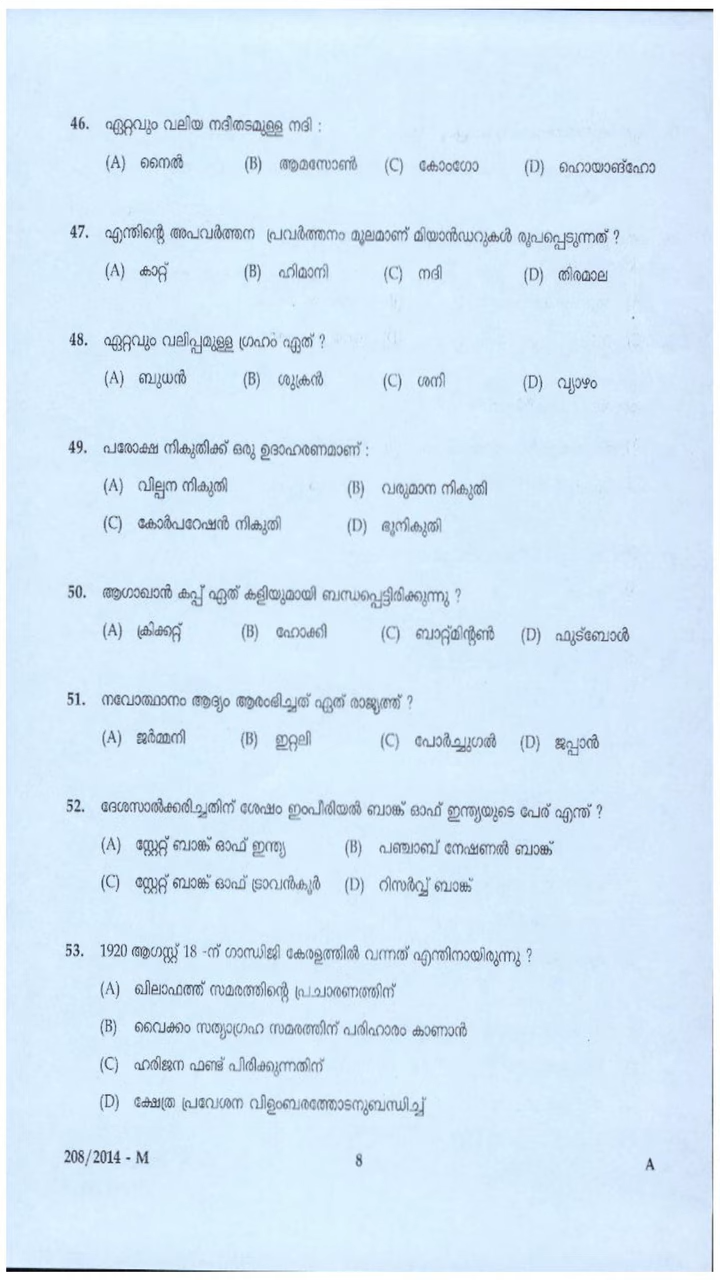 46. ഏറ്റവും വലിയ നദീതടമുള്ള നദി :
(A) നൈൽ (B) ആമസോൺ (C) കോംഗോ (D) ഹൊയാങ്ഹോ
47. എന്തിന്റെ അപവർത്തന പ്രവർത്തനം മൂലമാണ് മിയാൻഡറുകൾ രൂപപ്പെടുന്നത് ?
(A) കാറ്റ് (B) ഹിമാനി (C) നദി (D) തിരമാല
48. ഏറ്റവും വലിപ്പമുള്ള ഗ്രഹം ഏത് ?
(A) ബുധൻ (B) ശുക്രൻ (C) ശനി (D) വ്യാഴം
49. പരോക്ഷ നികുതിക്ക് ഒരു ഉദാഹരണമാണ് :
(A) വില്പന നികുതി (B) വരുമാന നികുതി
(C) കോർപറേഷൻ നികുതി (D) ഭൂനികുതി
50. ആഗാഖാൻ കപ്പ് ഏത് കളിയുമായി ബന്ധപ്പെട്ടിരിക്കുന്നു ?
(A) ക്രിക്കറ്റ് (B) ഹോക്കി (C) ബാറ്റ്മിന്റൺ (D) ഫുട്ബോൾ
51. നവോത്ഥാനം ആദ്യം ആരംഭിച്ചത് ഏത് രാജ്യത്ത് ?
(A) ജർമ്മനി (B) ഇറ്റലി (C) പോർച്ചുഗൽ (D) ജപ്പാൻ
52. ദേശസാൽക്കരിച്ചതിന് ശേഷം ഇംപീരിയൽ ബാങ്ക് ഓഫ് ഇന്ത്യയുടെ പേര് എന്ത് ?
(A) സ്റ്റേറ്റ് ബാങ്ക് ഓഫ് ഇന്ത്യ (B) പഞ്ചാബ് നേഷണൽ ബാങ്ക്
(C) സ്റ്റേറ്റ് ബാങ്ക് ഓഫ് ട്രാവൻകൂർ (D) റിസർവ്വ് ബാങ്ക്
53. 1920 ആഗസ്റ്റ് 18 -ന് ഗാന്ധിജി കേരളത്തിൽ വന്നത് എന്തിനായിരുന്നു ?
(A) ഖിലാഫത്ത് സമരത്തിന്റെ പ്രചാരണത്തിന്
(B) വൈക്കം സത്യാഗ്രഹ സമരത്തിന് പരിഹാരം കാണാൻ
(C) ഹരിജന ഫണ്ട് പിരിക്കുന്നതിന്
(D) ക്ഷേത്ര പ്രവേശന വിളംബരത്തോടനുബന്ധിച്ച്
208/2014 - M 8 A